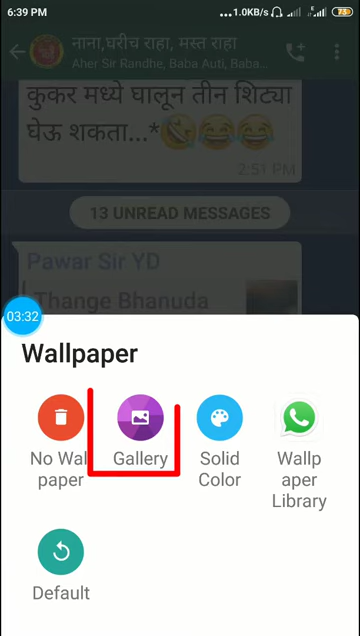 6:39 PM ...1.0KB/s 73
नाना,घरीच राहा, मस्त राहा
Aher Sir Randhe, Baba Auti, Baba...
कुकर मध्ये घालून तीन शिट्या
घेऊ शकता...*🤣😂😂
2:51 PM
13 UNREAD MESSAGES
Pawar Sir YD
Thange Bhanuda
03:32
Wallpaper
No Wal
paper
Gallery
Solid
Color
Wallp
aper
Library
Default